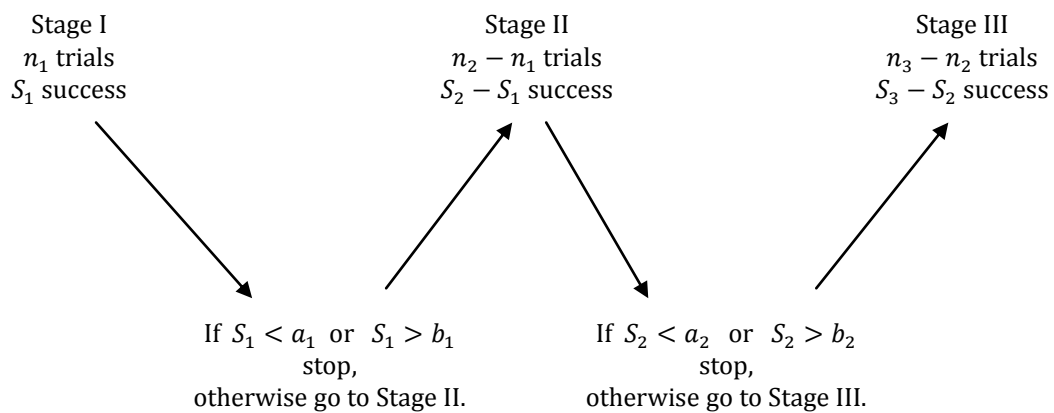 Stage I
n₁ trials
S₁ success
Stage II
n₂ − n₁ trials
S₂ − S₁ success
Stage III
n₃ − n₂ trials
S₃ − S₂ success
If S₁ < a₁ or S₁ > b₁
stop,
otherwise go to Stage II.
If S₂ < a₂ or S₂ > b₂
stop,
otherwise go to Stage III.